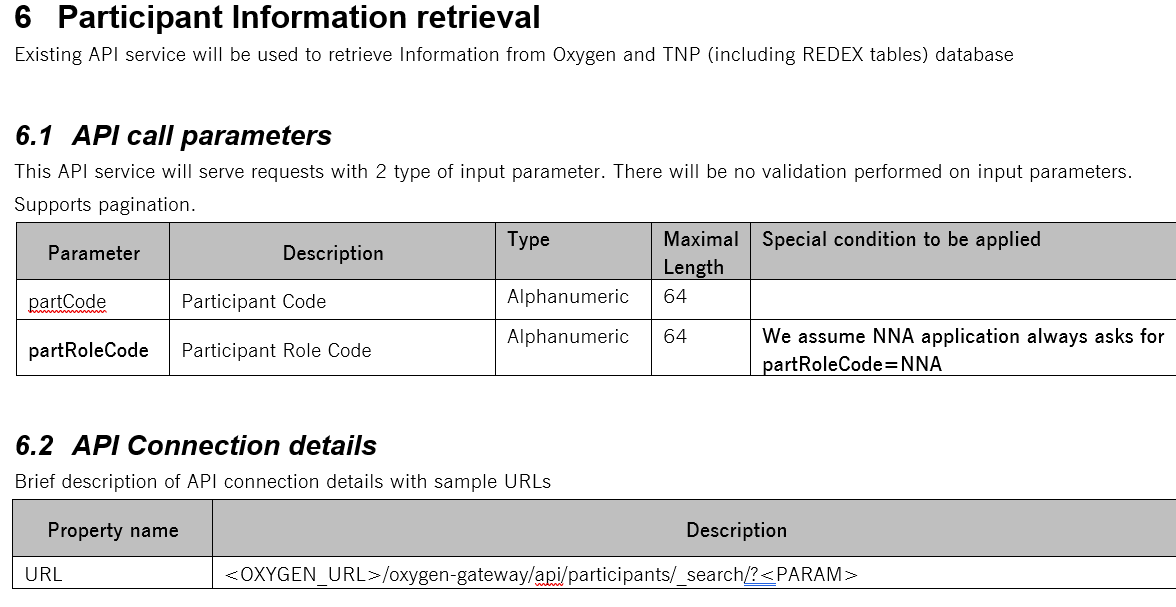 6 Participant Information retrieval
Existing API service will be used to retrieve Information from Oxygen and TNP (including REDEX tables) database
6.1 API call parameters
This API service will serve requests with 2 type of input parameter. There will be no validation performed on input parameters.
Supports pagination.
Parameter Description Type Maximal Length Special condition to be applied
partCode Participant Code Alphanumeric 64
partRoleCode Participant Role Code Alphanumeric 64 We assume NNA application always asks for
partRoleCode=NNA
6.2 API Connection details
Brief description of API connection details with sample URLs
Property name Description
URL <OXYGEN_URL>/oxygen-gateway/api/participants/_search/?<PARAM>